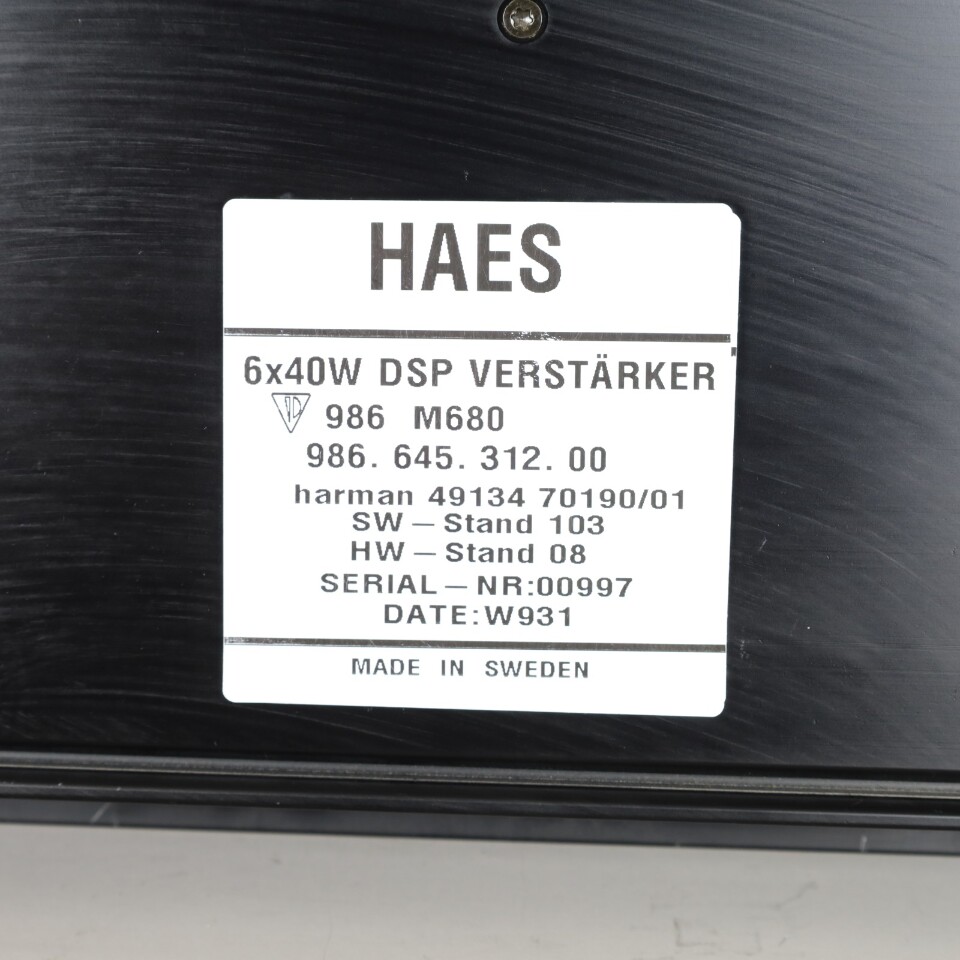 HAES
6x40W DSP VERSTÄRKER
986 M680
986. 645. 312. 00
harman 49134 70190/01
SW – Stand 103
HW – Stand 08
SERIAL – NR:00997
DATE:W931
MADE IN SWEDEN